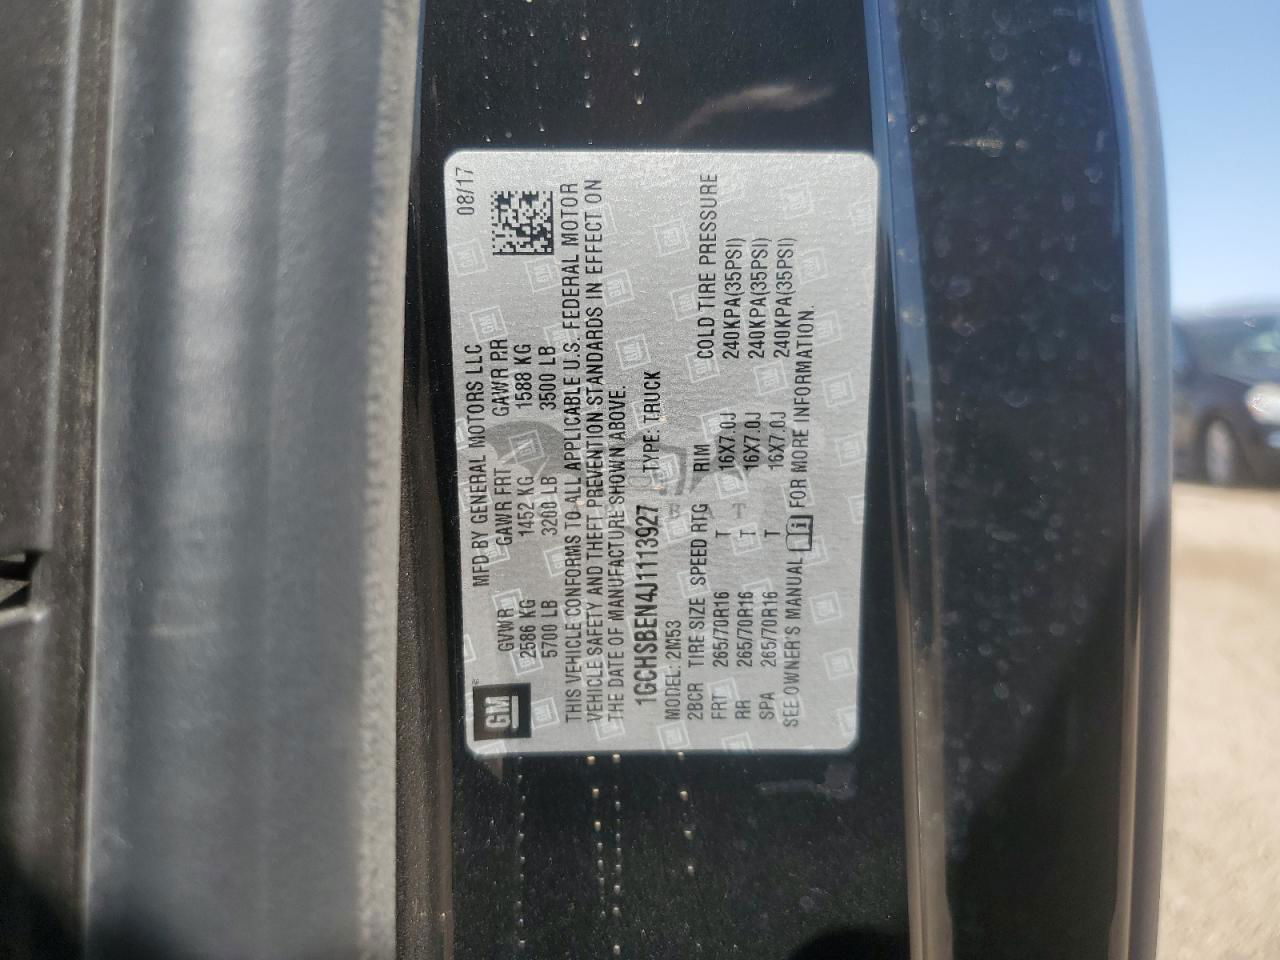 MFD BY GENERAL MOTORS LLC 08/17
GM
GVWR GAWR FRT GAWR RR
2586 KG 1452 KG 1588 KG
5700 LB 3200 LB 3500 LB
THIS VEHICLE CONFORMS TO ALL APPLICABLE U.S. FEDERAL MOTOR
VEHICLE SAFETY AND THEFT PREVENTION STANDARDS IN EFFECT ON
THE DATE OF MANUFACTURE SHOWN ABOVE.
1GCHSBEN4J1113927 TYPE: TRUCK
MODEL: 2M53
2BCR TIRE SIZE SPEED RTG RIM COLD TIRE PRESSURE
FRT 265/70R16 T 16X7.0J 240KPA(35PSI)
RR 265/70R16 T 16X7.0J 240KPA(35PSI)
SPA 265/70R16 T 16X7.0J 240KPA(35PSI)
SEE OWNER'S MANUAL FOR MORE INFORMATION.